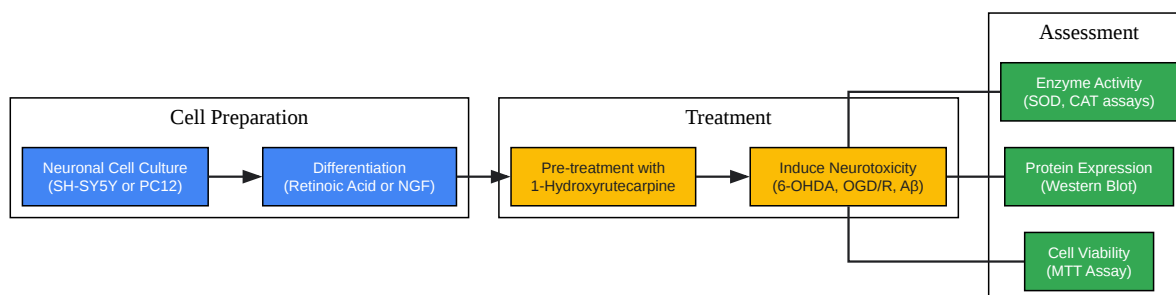 Cell Preparation
Neuronal Cell Culture
(SH-SY5Y or PC12)
Differentiation
(Retinoic Acid or NGF)
Treatment
Pre-treatment with
1-Hydroxyrutecarpine
Induce Neurotoxicity
(6-OHDA, OGD/R, Aβ)
Assessment
Enzyme Activity
(SOD, CAT assays)
Protein Expression
(Western Blot)
Cell Viability
(MTT Assay)